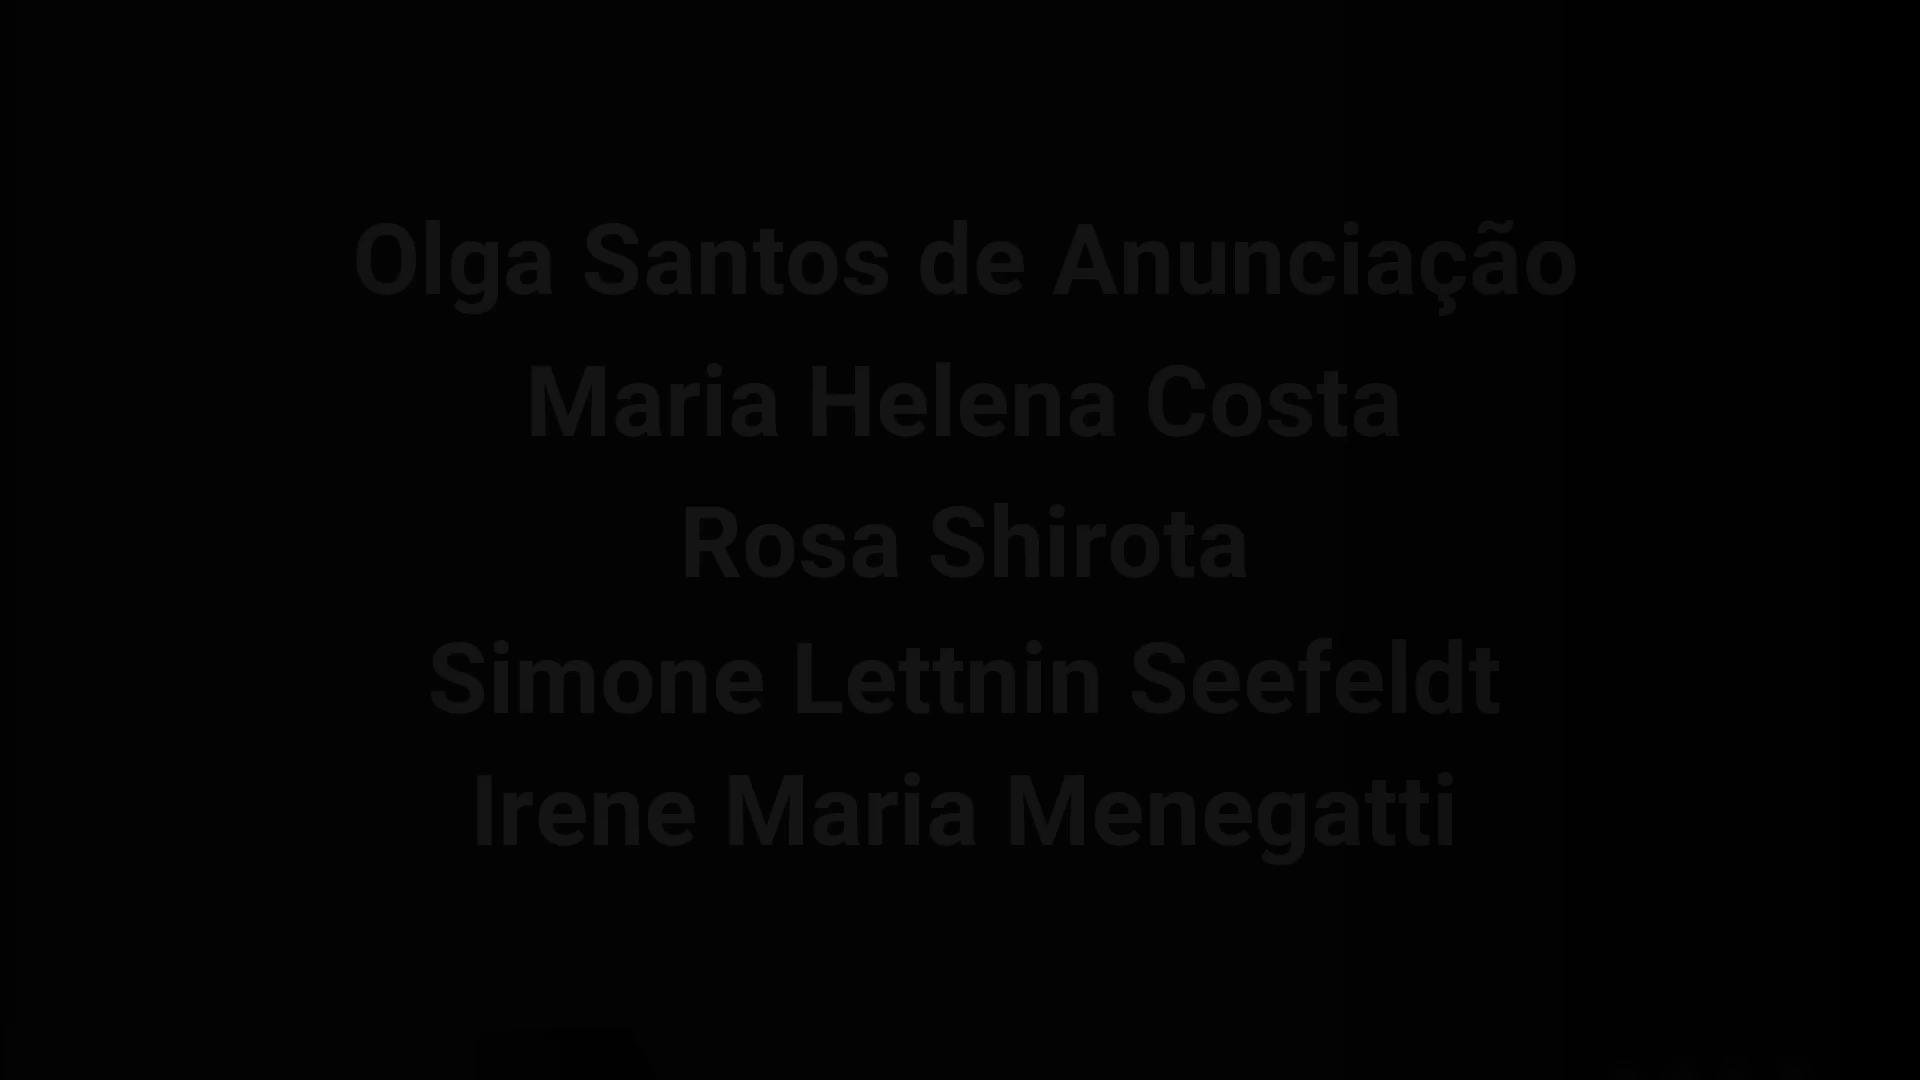 Olga Santos de Anunciação
Maria Helena Costa
Rosa Shirota
Simone Lettnin Seefeldt
Irene Maria Menegatti